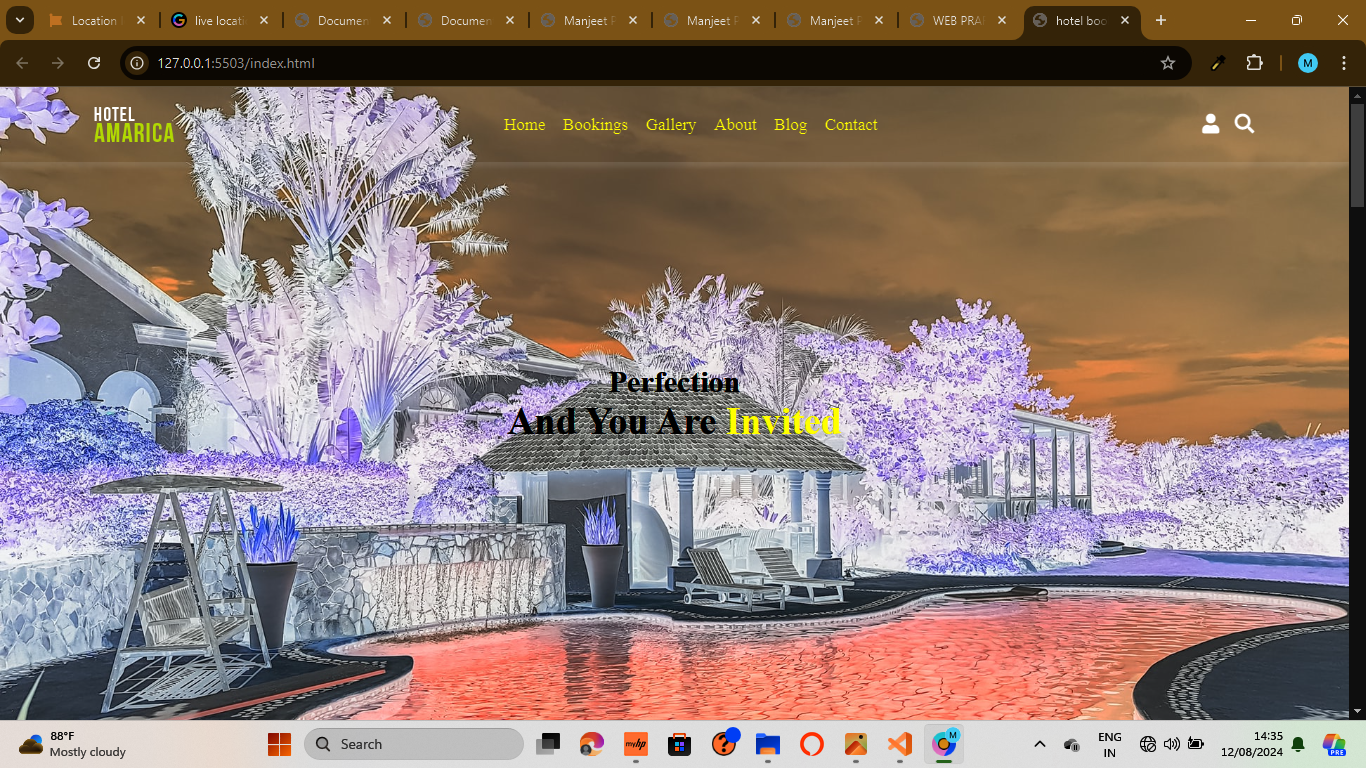 Location
live locati
Documen
Documen
Manjeet
Manjeet
Manjeet
WEB PRA
hotel boo
127.0.0.1:5503/index.html
M
HOTEL
AMARICA
Home Bookings Gallery About Blog Contact
Perfection
And You Are Invited
88°F
Mostly cloudy
Search
myhp
M
ENG
IN
14:35
12/08/2024
PRE